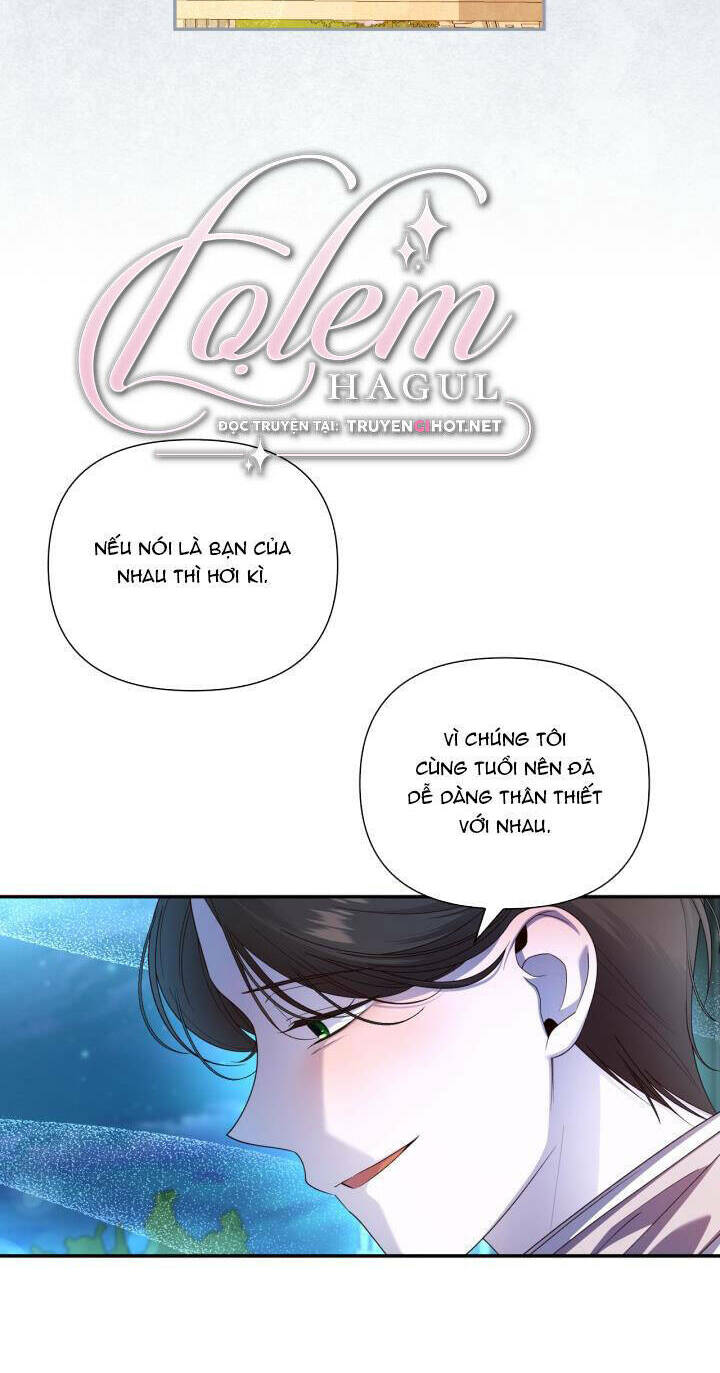 Lọlem
HAGUL
ĐỌC TRUYỆN TẠI: TRUYENGIHOT.NET
NẾU NÓI LÀ BẠN CỦA
NHAU THÌ HƠI KÌ.
VÌ CHÚNG TÔI
CÙNG TUỔI NÊN ĐÃ
DỄ DÀNG THÂN THIẾT
VỚI NHAU.